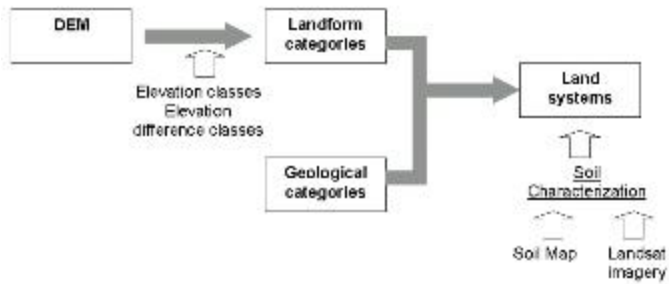 DEM
Landform
categories
Elevation classes
Elevation
difference classes
Land
systems
Geological
categories
Soil
Characterization
Soil Map
Landsat
imagery